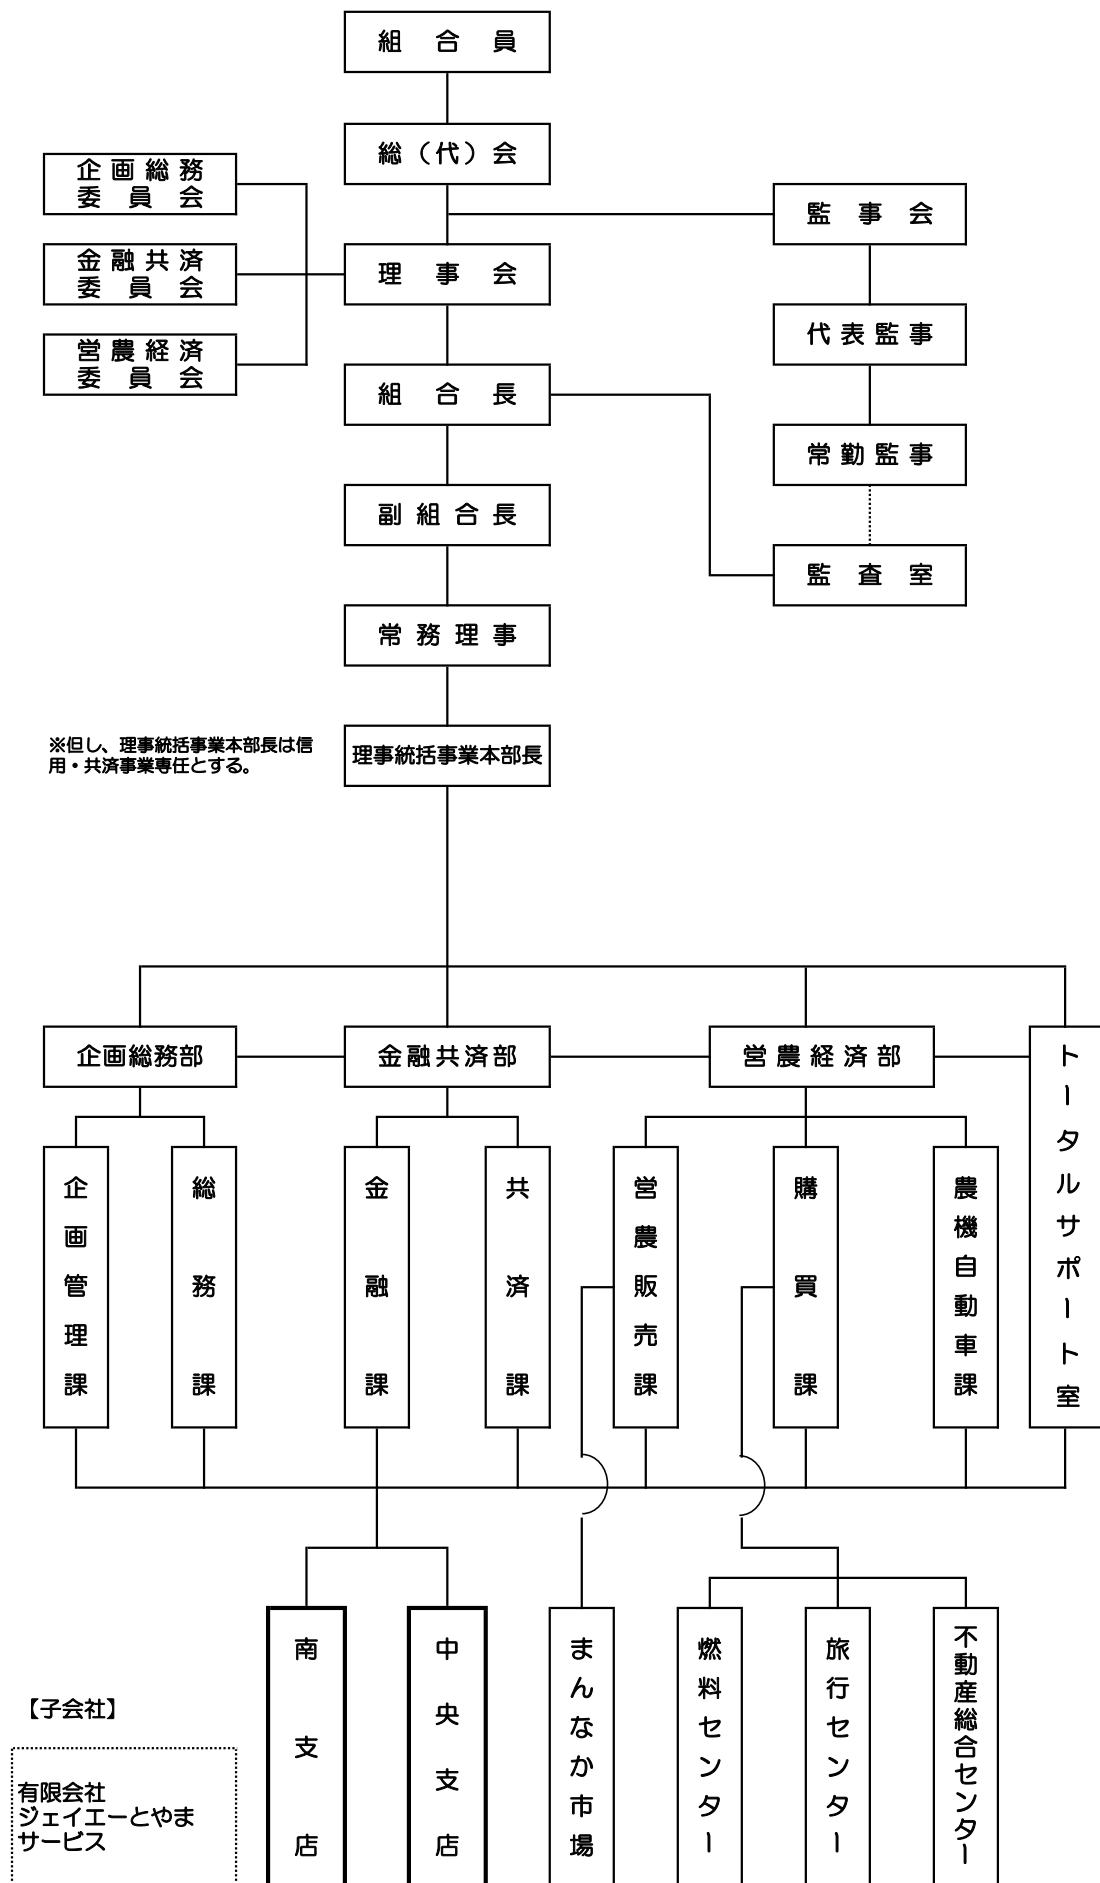 組合員
総（代）会
企画総務
委員会
監事会
金融共済
委員会
理事会
営農経済
委員会
代表監事
組合長
常勤監事
副組合長
監査室
常務理事
※但し、理事統括事業本部長は信
用・共済事業専任とする。
理事統括事業本部長
企画総務部
金融共済部
営農経済部
トータルサポート室
企画管理課
総務課
金融課
共済課
営農販売課
購買課
農機自動車課
南支店
中央支店
まんなか市場
燃料センター
旅行センター
不動産総合センター
【子会社】
有限会社
ジェイエーとやま
サービス